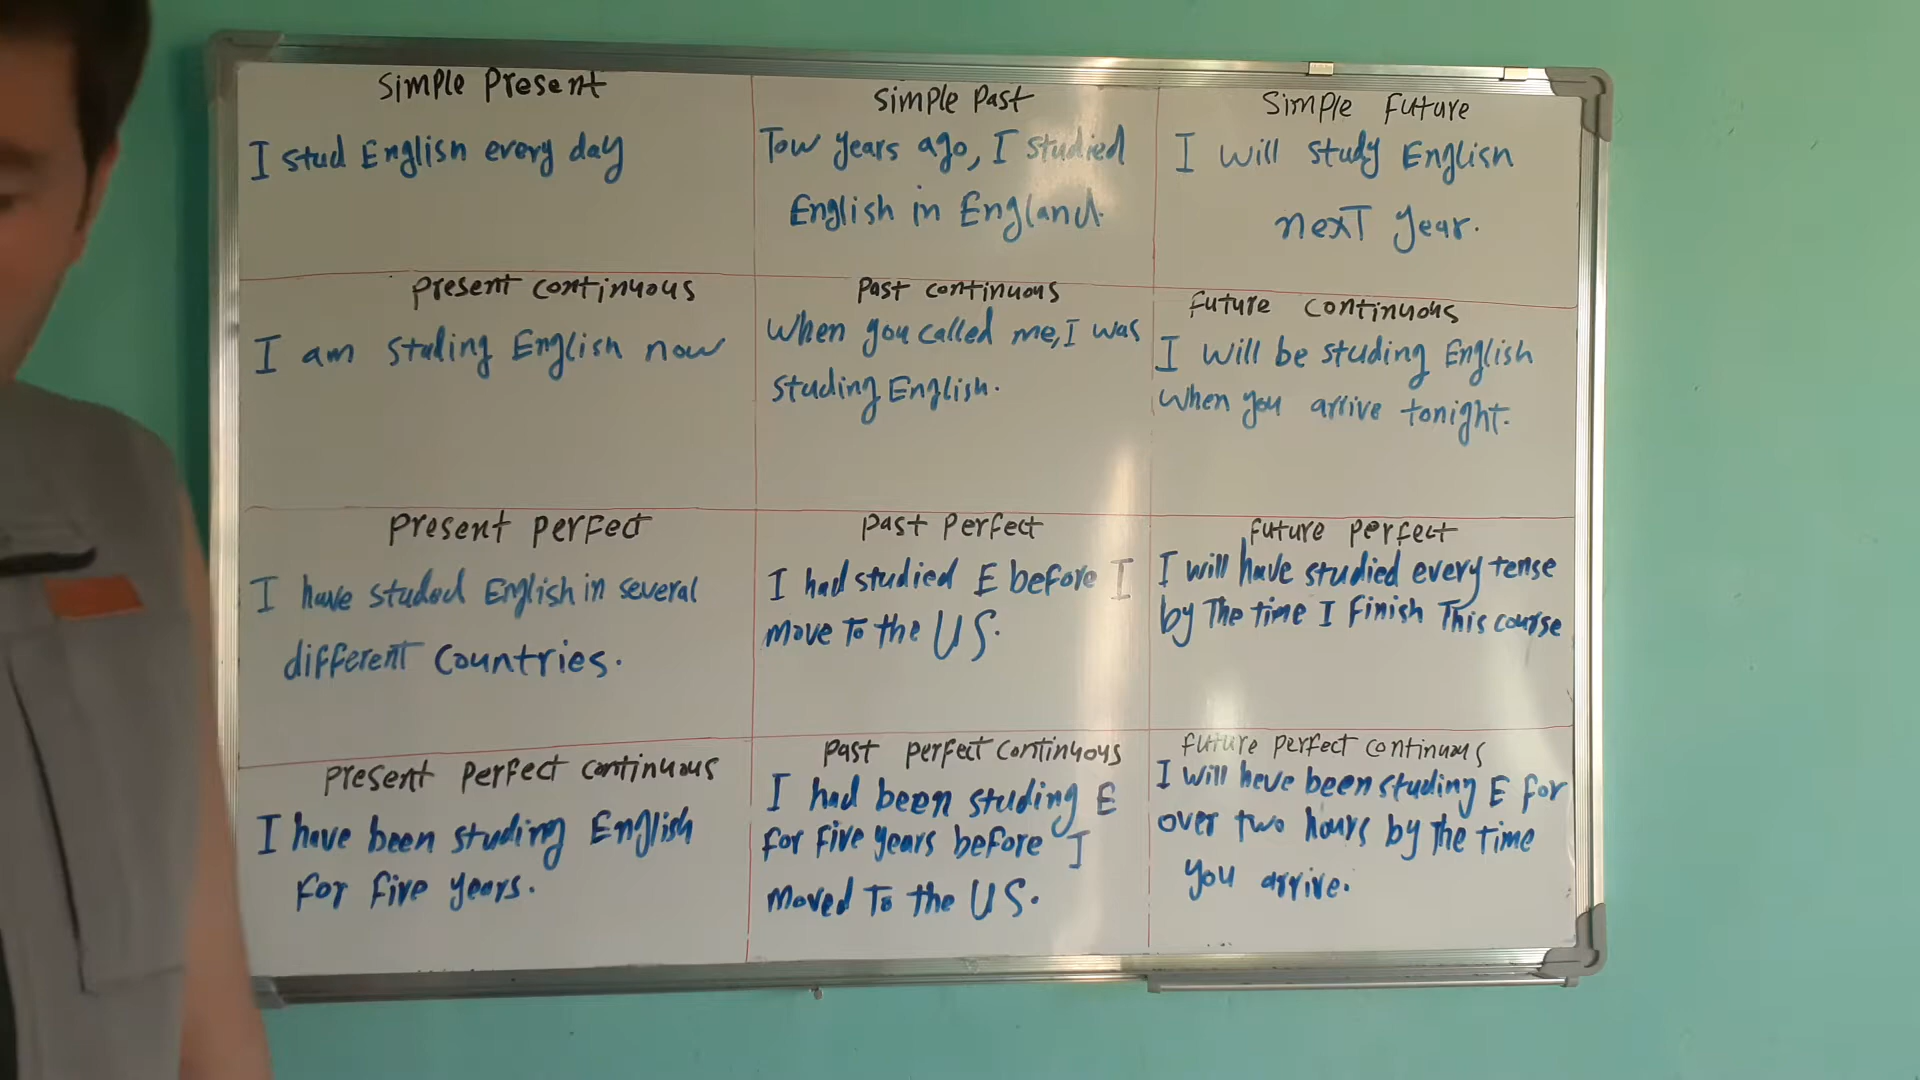 Simple Present
I stud English every day
Simple Past
Tow years ago, I studied
English in England.
Simple Future
I will study English
next year.
Present continuous
I am studing English now
Past continuous
When you called me, I was
studing English.
Future continuous
I will be studing English
when you arrive tonight.
Present perfect
I have studed English in several
different countries.
Past Perfect
I had studied E before I
move to the US.
Future perfect
I will have studied every tense
by The time I Finish This course
Present perfect continuous
I have been studing English
for five years.
Past perfect continuous
I had been studing E
for five years before I
moved To the US.
Future perfect continuous
I will heve been studing E for
over two hours by The time
you arrive.